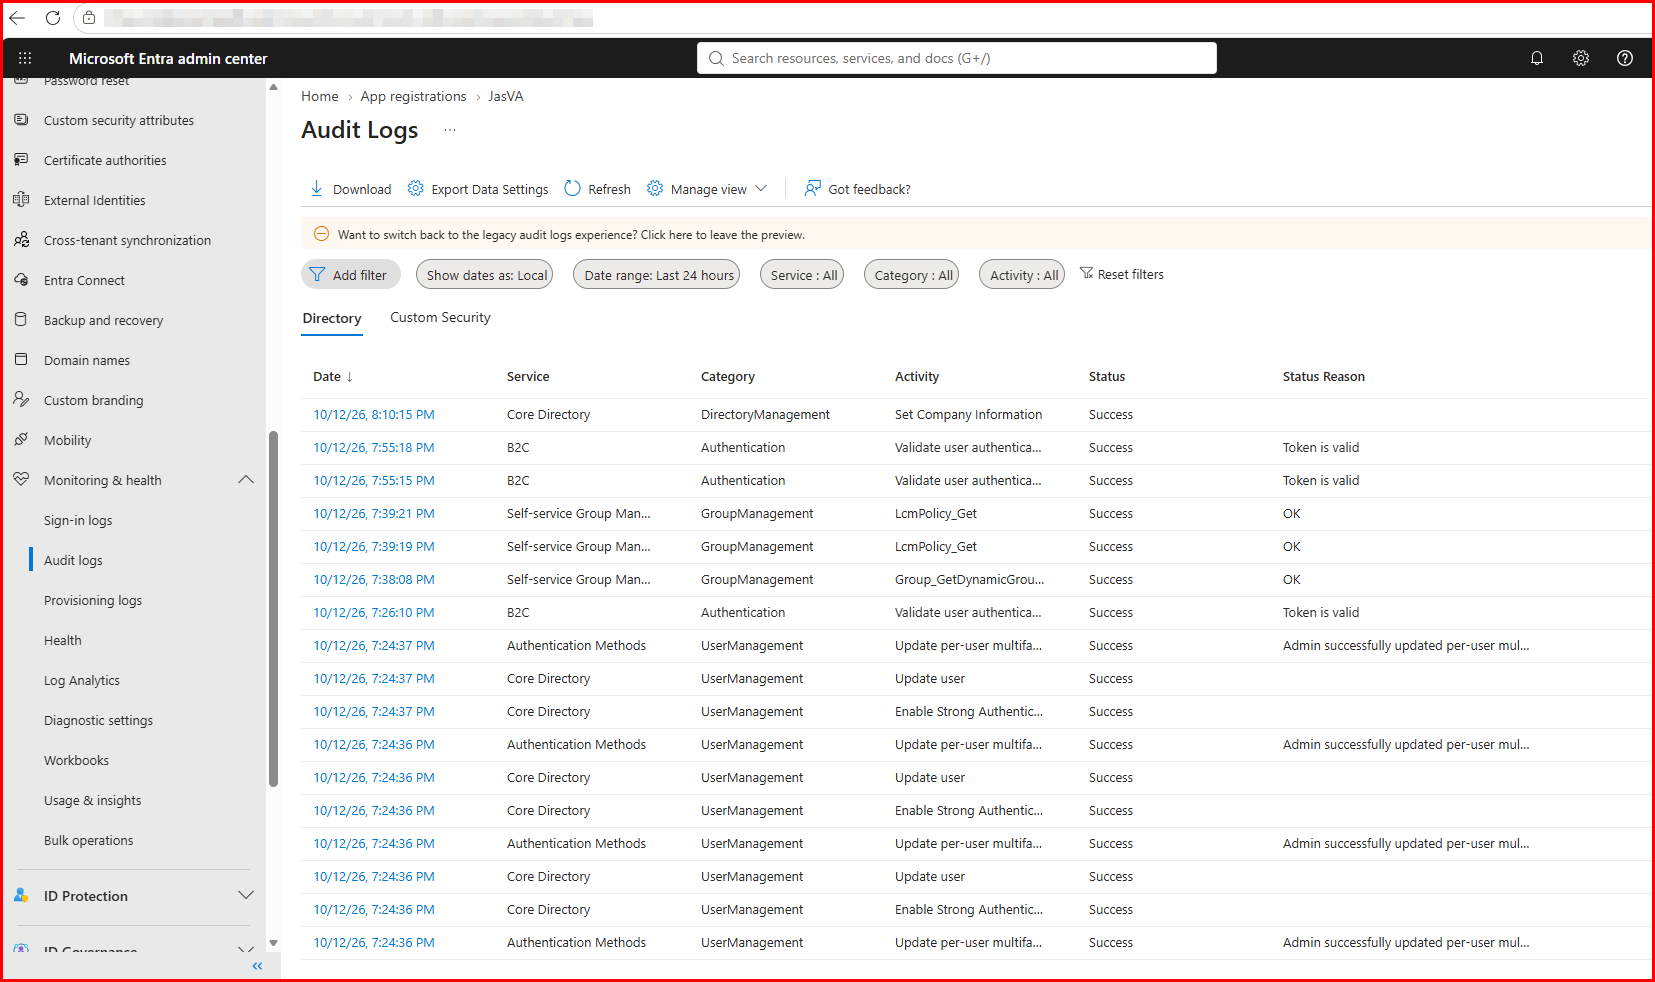 Microsoft Entra admin center
Search resources, services, and docs (G+/)
Password reset
Custom security attributes
Certificate authorities
External Identities
Cross-tenant synchronization
Entra Connect
Backup and recovery
Domain names
Custom branding
Mobility
Monitoring & health
Sign-in logs
Audit logs
Provisioning logs
Health
Log Analytics
Diagnostic settings
Workbooks
Usage & insights
Bulk operations
ID Protection
ID Governance
Home › App registrations › JasVA
Audit Logs ...
Download Export Data Settings Refresh Manage view Got feedback?
Want to switch back to the legacy audit logs experience? Click here to leave the preview.
Add filter Show dates as: Local Date range: Last 24 hours Service : All Category : All Activity : All Reset filters
Directory Custom Security
Date ↓ Service Category Activity Status Status Reason
10/12/26, 8:10:15 PM Core Directory DirectoryManagement Set Company Information Success
10/12/26, 7:55:18 PM B2C Authentication Validate user authentica... Success Token is valid
10/12/26, 7:55:15 PM B2C Authentication Validate user authentica... Success Token is valid
10/12/26, 7:39:21 PM Self-service Group Man... GroupManagement LcmPolicy_Get Success OK
10/12/26, 7:39:19 PM Self-service Group Man... GroupManagement LcmPolicy_Get Success OK
10/12/26, 7:38:08 PM Self-service Group Man... GroupManagement Group_GetDynamicGrou... Success OK
10/12/26, 7:26:10 PM B2C Authentication Validate user authentica... Success Token is valid
10/12/26, 7:24:37 PM Authentication Methods UserManagement Update per-user multifa... Success Admin successfully updated per-user mul...
10/12/26, 7:24:37 PM Core Directory UserManagement Update user Success
10/12/26, 7:24:37 PM Core Directory UserManagement Enable Strong Authentic... Success
10/12/26, 7:24:36 PM Authentication Methods UserManagement Update per-user multifa... Success Admin successfully updated per-user mul...
10/12/26, 7:24:36 PM Core Directory UserManagement Update user Success
10/12/26, 7:24:36 PM Core Directory UserManagement Enable Strong Authentic... Success
10/12/26, 7:24:36 PM Authentication Methods UserManagement Update per-user multifa... Success Admin successfully updated per-user mul...
10/12/26, 7:24:36 PM Core Directory UserManagement Update user Success
10/12/26, 7:24:36 PM Core Directory UserManagement Enable Strong Authentic... Success
10/12/26, 7:24:36 PM Authentication Methods UserManagement Update per-user multifa... Success Admin successfully updated per-user mul...